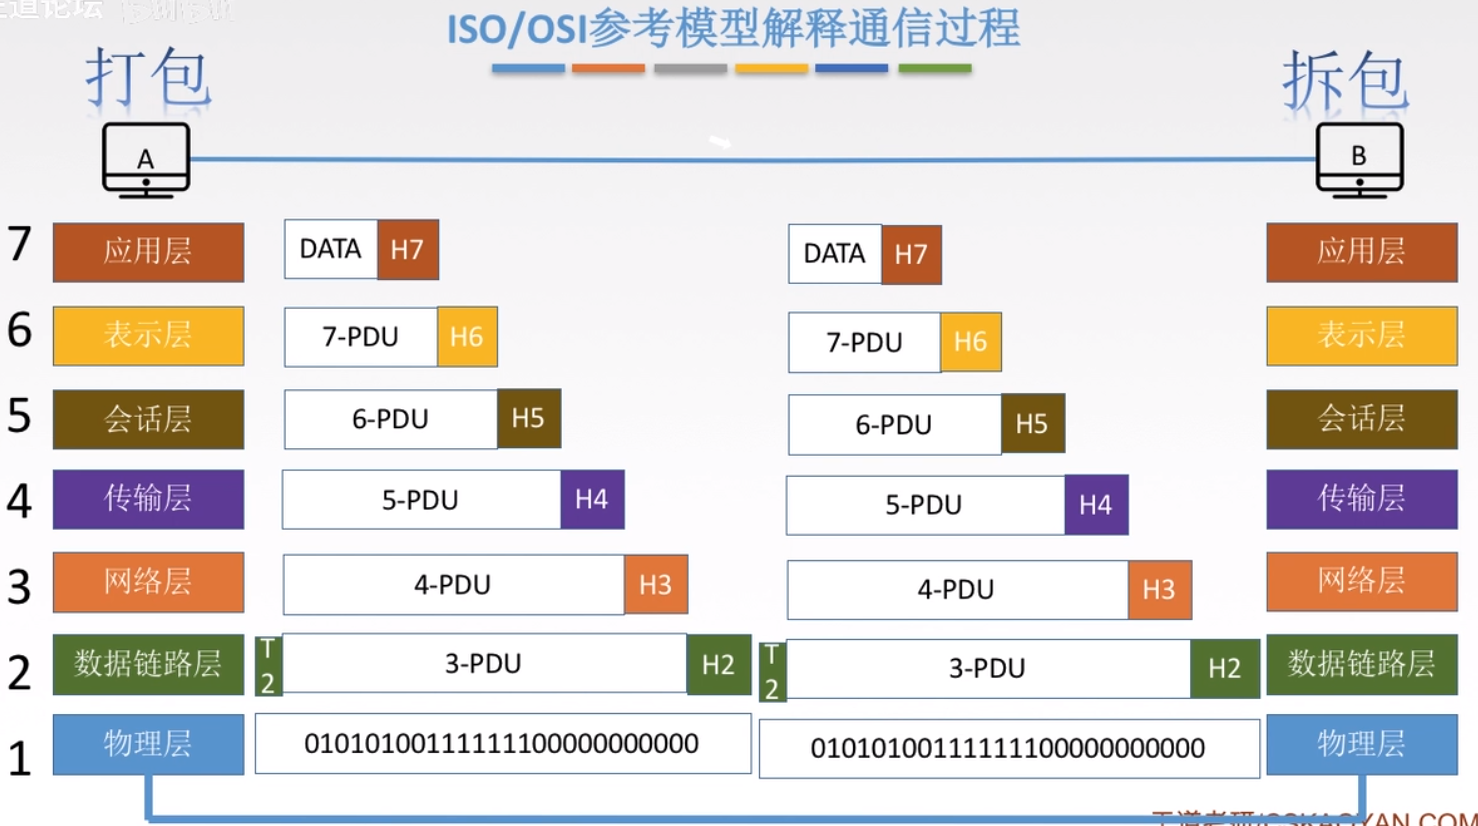 ISO/OSI参考模型解释通信过程
打包
拆包
A
B
7 应用层 DATA H7 DATA H7 应用层
6 表示层 7-PDU H6 7-PDU H6 表示层
5 会话层 6-PDU H5 6-PDU H5 会话层
4 传输层 5-PDU H4 5-PDU H4 传输层
3 网络层 4-PDU H3 4-PDU H3 网络层
2 数据链路层 T2 3-PDU H2 T2 3-PDU H2 数据链路层
1 物理层 0101010011111110000000000 0101010011111110000000000 物理层